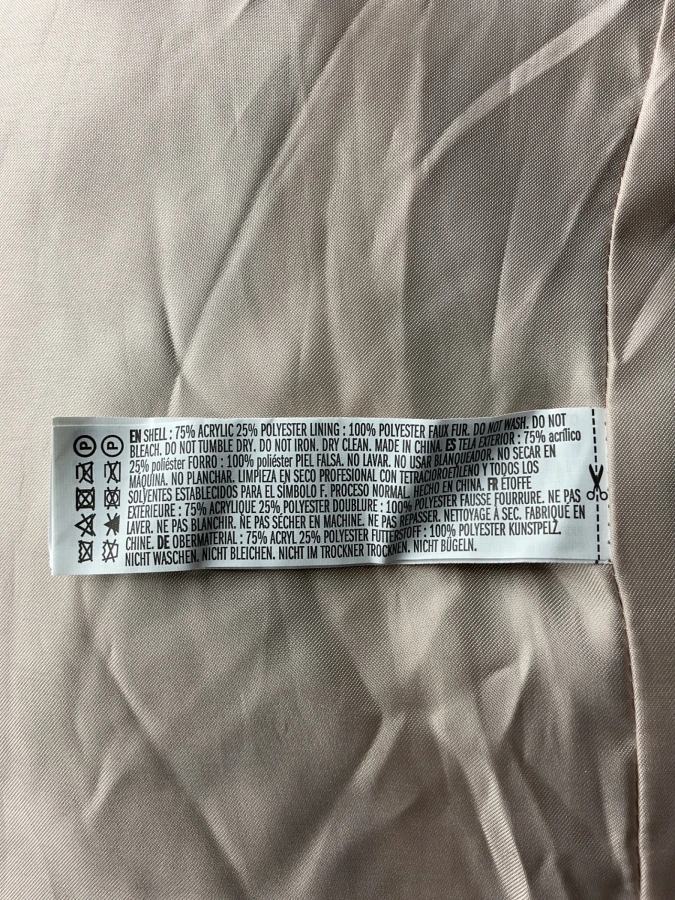 EN SHELL : 75% ACRYLIC 25% POLYESTER LINING : 100% POLYESTER FAUX FUR. DO NOT WASH. DO NOT
BLEACH. DO NOT TUMBLE DRY. DO NOT IRON. DRY CLEAN. MADE IN CHINA. ES TELA EXTERIOR : 75% acrílico
25% poliéster FORRO : 100% poliéster PIEL FALSA. NO LAVAR. NO USAR BLANQUEADOR. NO SECAR EN
MÁQUINA. NO PLANCHAR. LIMPIEZA EN SECO PROFESIONAL CON TETRACLOROETILENO Y TODOS LOS
SOLVENTES ESTABLECIDOS PARA EL SÍMBOLO F. PROCESO NORMAL. HECHO EN CHINA. FR ÉTOFFE
EXTÉRIEURE : 75% ACRYLIQUE 25% POLYESTER DOUBLURE : 100% POLYESTER FAUSSE FOURRURE. NE PAS
LAVER. NE PAS BLANCHIR. NE PAS SÉCHER EN MACHINE. NE PAS REPASSER. NETTOYAGE À SEC. FABRIQUÉ EN
CHINE. DE OBERMATERIAL : 75% ACRYL 25% POLYESTER FUTTERSTOFF : 100% POLYESTER KUNSTPELZ.
NICHT WASCHEN. NICHT BLEICHEN. NICHT IM TROCKNER TROCKNEN. NICHT BÜGELN.
P P